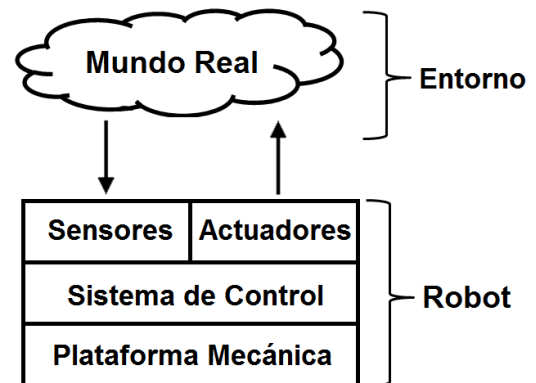 Mundo Real
Entorno
Sensores
Actuadores
Sistema de Control
Robot
Plataforma Mecánica